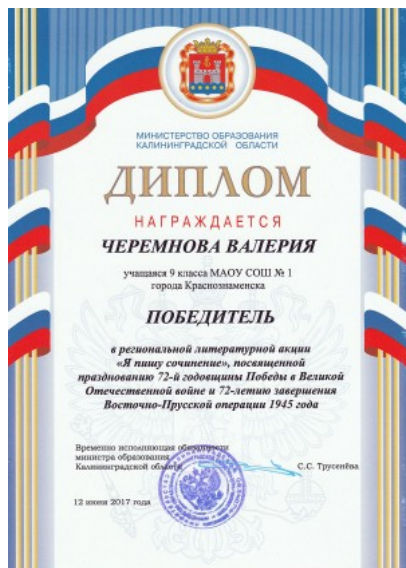 МИНИСТЕРСТВО ОБРАЗОВАНИЯ
КАЛИНИНГРАДСКОЙ ОБЛАСТИ
ДИПЛОМ
НАГРАЖДАЕТСЯ
ЧЕРЕМНОВА ВАЛЕРИЯ
учащаяся 9 класса МАОУ СОШ № 1
города Краснознаменска
ПОБЕДИТЕЛЬ
в региональной литературной акции
«Я пишу сочинение», посвященной
празднованию 72-й годовщины Победы в Великой
Отечественной войне и 72-летию завершения
Восточно-Прусской операции 1945 года
Временно исполняющая обязанности
министра образования
Калининградской области
С.С. Трусенёва
12 июня 2017 года